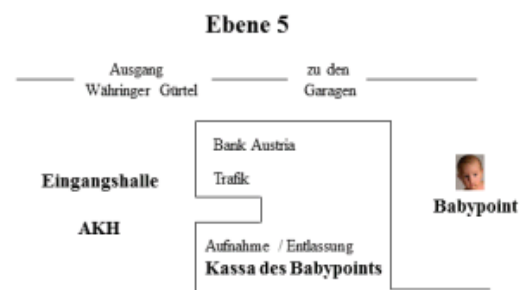 Ebene 5
Ausgang
Währinger Gürtel
zu den
Garagen
Bank Austria
Trafik
Eingangshalle
AKH
Babypoint
Aufnahme / Entlassung
Kassa des Babypoints